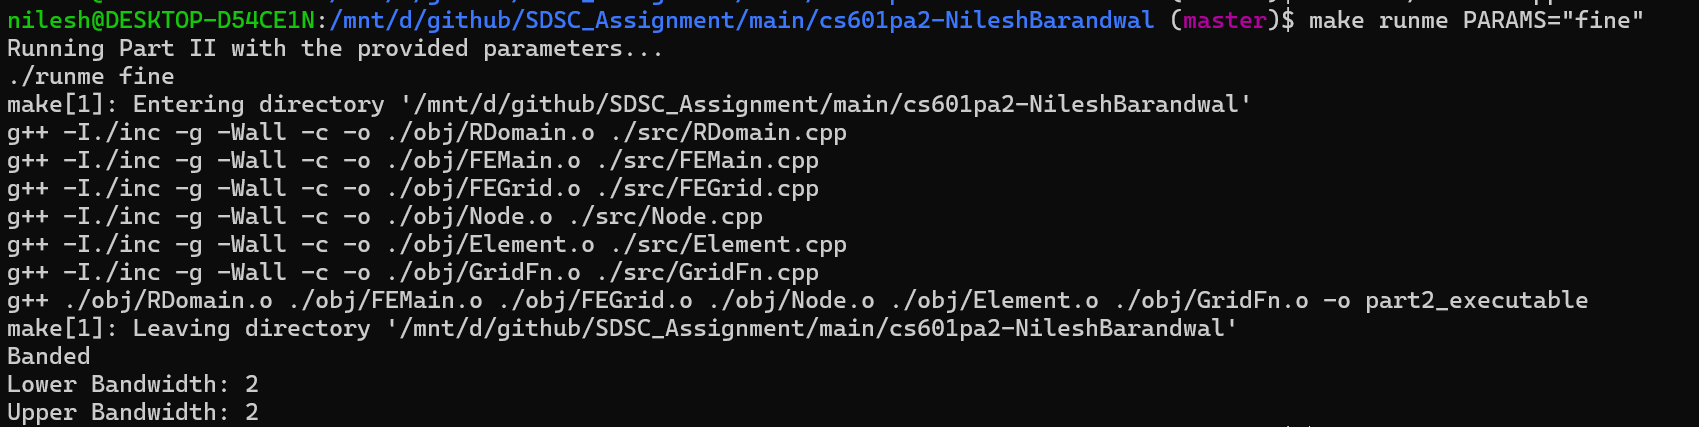 nilesh@DESKTOP-D54CE1N:/mnt/d/github/SDSC_Assignment/main/cs601pa2-NileshBarandwal (master)$ make runme PARAMS="fine"
Running Part II with the provided parameters...
./runme fine
make[1]: Entering directory '/mnt/d/github/SDSC_Assignment/main/cs601pa2-NileshBarandwal'
g++ -I./inc -g -Wall -c -o ./obj/RDomain.o ./src/RDomain.cpp
g++ -I./inc -g -Wall -c -o ./obj/FEMain.o ./src/FEMain.cpp
g++ -I./inc -g -Wall -c -o ./obj/FEGrid.o ./src/FEGrid.cpp
g++ -I./inc -g -Wall -c -o ./obj/Node.o ./src/Node.cpp
g++ -I./inc -g -Wall -c -o ./obj/Element.o ./src/Element.cpp
g++ -I./inc -g -Wall -c -o ./obj/GridFn.o ./src/GridFn.cpp
g++ ./obj/RDomain.o ./obj/FEMain.o ./obj/FEGrid.o ./obj/Node.o ./obj/Element.o ./obj/GridFn.o -o part2_executable
make[1]: Leaving directory '/mnt/d/github/SDSC_Assignment/main/cs601pa2-NileshBarandwal'
Banded
Lower Bandwidth: 2
Upper Bandwidth: 2